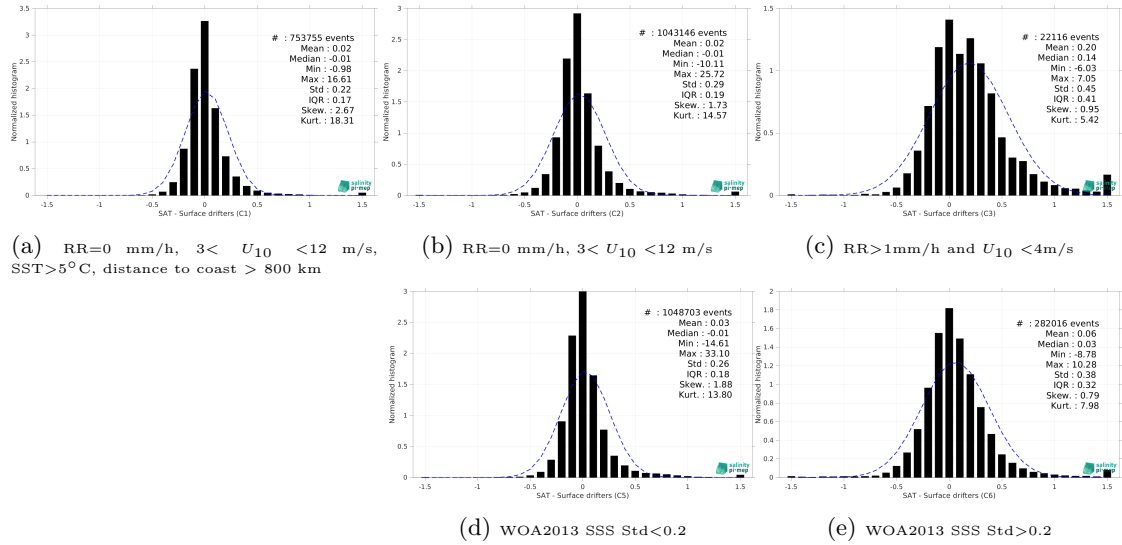 3.5
3
2.5
2
1.5
1
0.5
0
Normalized histogram
# : 753755 events
Mean : 0.02
Median : -0.01
Min : -0.98
Max : 16.61
Std : 0.22
IQR : 0.17
Skew. : 2.67
Kurt. : 18.31
salinity
pi-mep
-1.5 -1 -0.5 0 0.5 1 1.5
SAT - Surface drifters (C1)
(a) RR=0 mm/h, 3< U10 <12 m/s,
SST>5°C, distance to coast > 800 km
3
2.5
2
1.5
1
0.5
0
Normalized histogram
# : 1043146 events
Mean : 0.02
Median : -0.01
Min : -10.11
Max : 25.72
Std : 0.29
IQR : 0.19
Skew. : 1.73
Kurt. : 14.57
salinity
pi-mep
-1.5 -1 -0.5 0 0.5 1 1.5
SAT - Surface drifters (C2)
(b) RR=0 mm/h, 3< U10 <12 m/s
1.5
1
0.5
0
Normalized histogram
# : 22116 events
Mean : 0.20
Median : 0.14
Min : -6.03
Max : 7.05
Std : 0.45
IQR : 0.41
Skew. : 0.95
Kurt. : 5.42
salinity
pi-mep
-1.5 -1 -0.5 0 0.5 1 1.5
SAT - Surface drifters (C3)
(c) RR>1mm/h and U10 <4m/s
3
2.5
2
1.5
1
0.5
0
Normalized histogram
# : 1048703 events
Mean : 0.03
Median : -0.01
Min : -14.61
Max : 33.10
Std : 0.26
IQR : 0.18
Skew. : 1.88
Kurt. : 13.80
salinity
pi-mep
-1.5 -1 -0.5 0 0.5 1 1.5
SAT - Surface drifters (C5)
(d) WOA2013 SSS Std<0.2
2
1.8
1.6
1.4
1.2
1
0.8
0.6
0.4
0.2
0
Normalized histogram
# : 282016 events
Mean : 0.06
Median : 0.03
Min : -8.78
Max : 10.28
Std : 0.38
IQR : 0.32
Skew. : 0.79
Kurt. : 7.98
salinity
pi-mep
-1.5 -1 -0.5 0 0.5 1 1.5
SAT - Surface drifters (C6)
(e) WOA2013 SSS Std>0.2